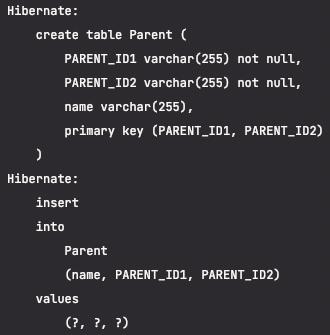 Hibernate:
    create table Parent (
        PARENT_ID1 varchar(255) not null,
        PARENT_ID2 varchar(255) not null,
        name varchar(255),
        primary key (PARENT_ID1, PARENT_ID2)
    )
Hibernate:
    insert
    into
        Parent
        (name, PARENT_ID1, PARENT_ID2)
    values
        (?, ?, ?)